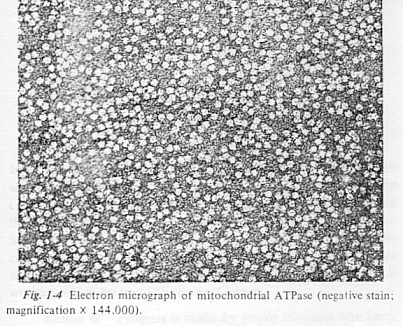 Fig. 1-4 Electron micrograph of mitochondrial ATPase (negative stain;
magnification × 144,000).